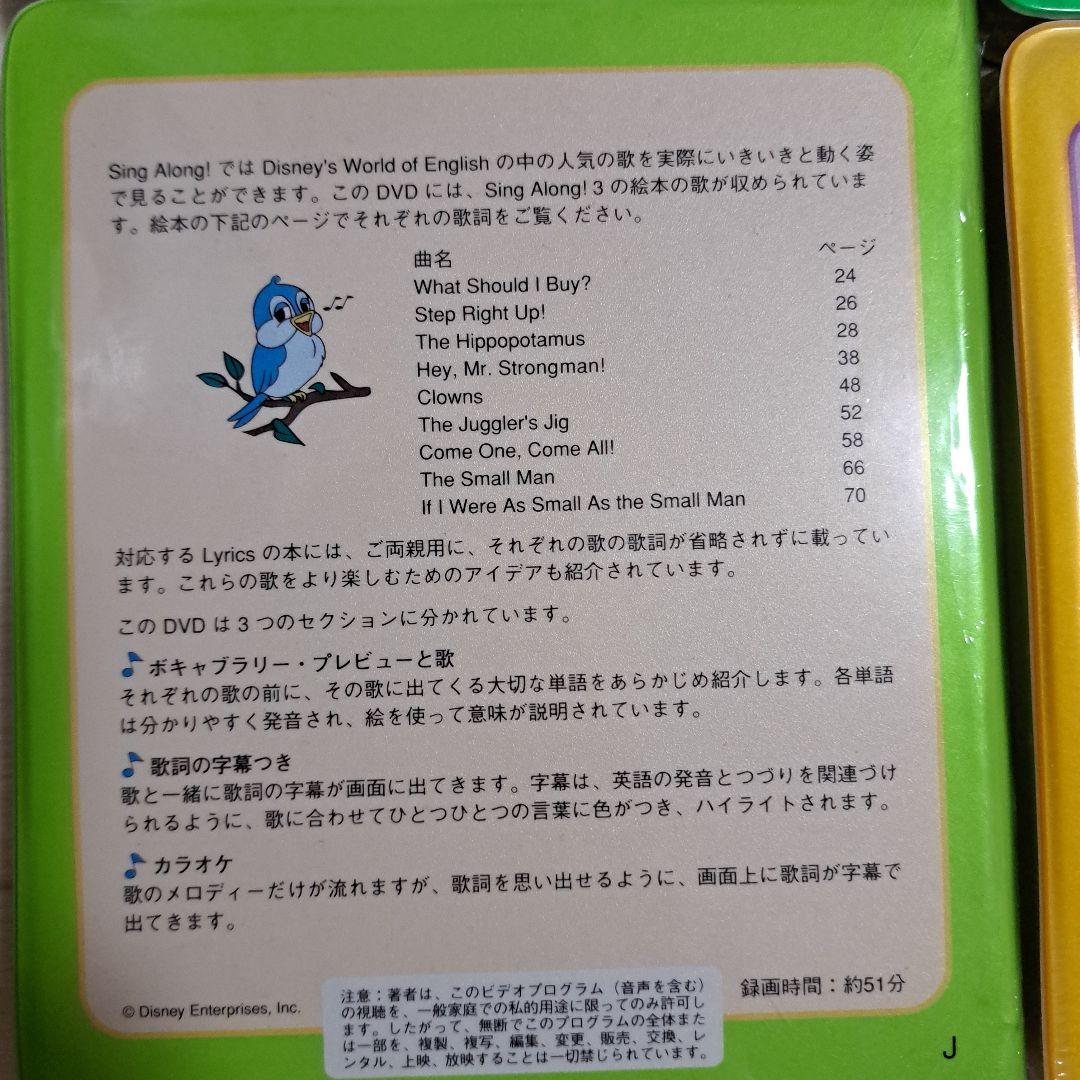 Sing Along! では Disney's World of English の中の人気の歌を実際にいきいきと動く姿
で見ることができます。この DVD には、Sing Along! 3 の絵本の歌が収められていま
す。絵本の下記のページでそれぞれの歌詞をご覧ください。
曲名 ページ
What Should I Buy? 24
Step Right Up! 26
The Hippopotamus 28
Hey, Mr. Strongman! 38
Clowns 48
The Juggler's Jig 52
Come One, Come All! 58
The Small Man 66
If I Were As Small As the Small Man 70
対応する Lyrics の本には、ご両親用に、それぞれの歌の歌詞が省略されずに載ってい
ます。これらの歌をより楽しむためのアイデアも紹介されています。
この DVD は 3 つのセクションに分かれています。
ボキャブラリー・プレビューと歌
それぞれの歌の前に、その歌に出てくる大切な単語をあらかじめ紹介します。各単語
は分かりやすく発音され、絵を使って意味が説明されています。
歌詞の字幕つき
歌と一緒に歌詞の字幕が画面に出てきます。字幕は、英語の発音とつづりを関連づけ
られるように、歌に合わせてひとつひとつの言葉に色がつき、ハイライトされます。
カラオケ
歌のメロディーだけが流れますが、歌詞を思い出せるように、画面上に歌詞が字幕で
出てきます。
録画時間：約51分
© Disney Enterprises, Inc.
注意：著者は、このビデオプログラム（音声を含む）
の視聴を、一般家庭での私的用途に限ってのみ許可し
ます。したがって、無断でこのプログラムの全体また
は一部を、複製、複写、編集、変更、販売、交換、レ
ンタル、上映、放映することは一切禁じられています。
J